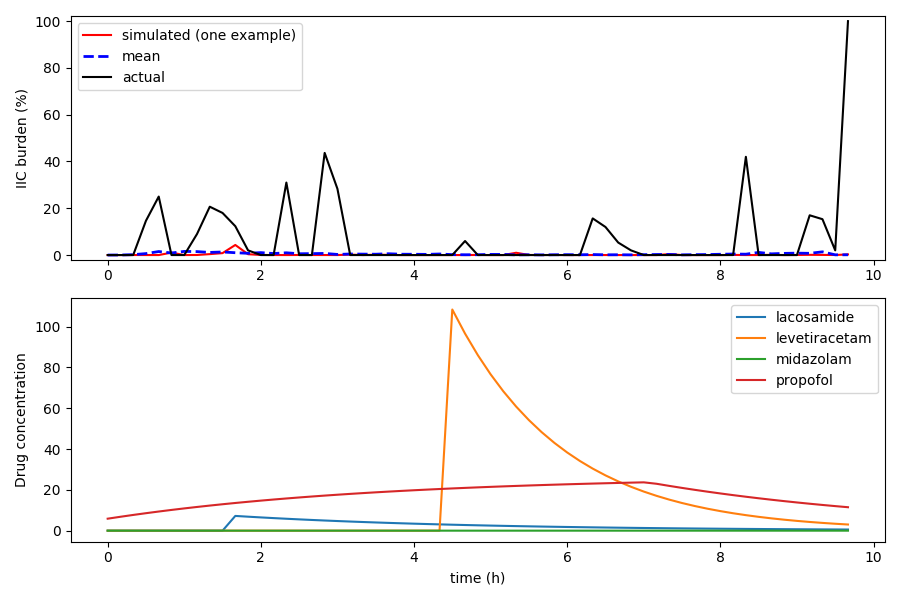 100
80
60
40
20
0
IIC burden (%)
simulated (one example)
mean
actual
0 2 4 6 8 10
100
80
60
40
20
0
Drug concentration
lacosamide
levetiracetam
midazolam
propofol
0 2 4 6 8 10
time (h)